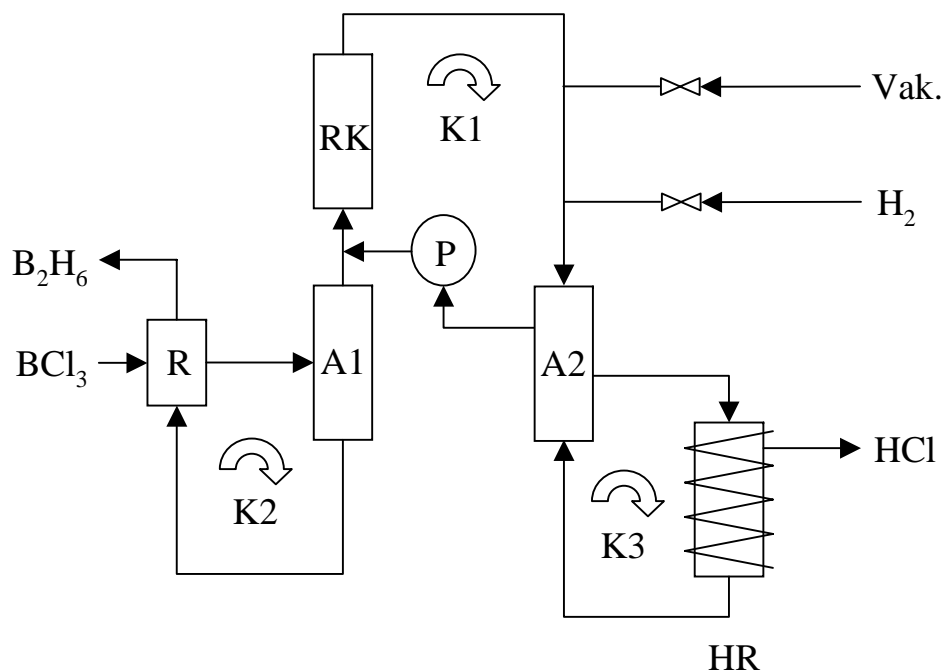 Vak.
RK
K1
H₂
P
B₂H₆
BCl₃
R
A1
A2
HCl
K2
K3
HR